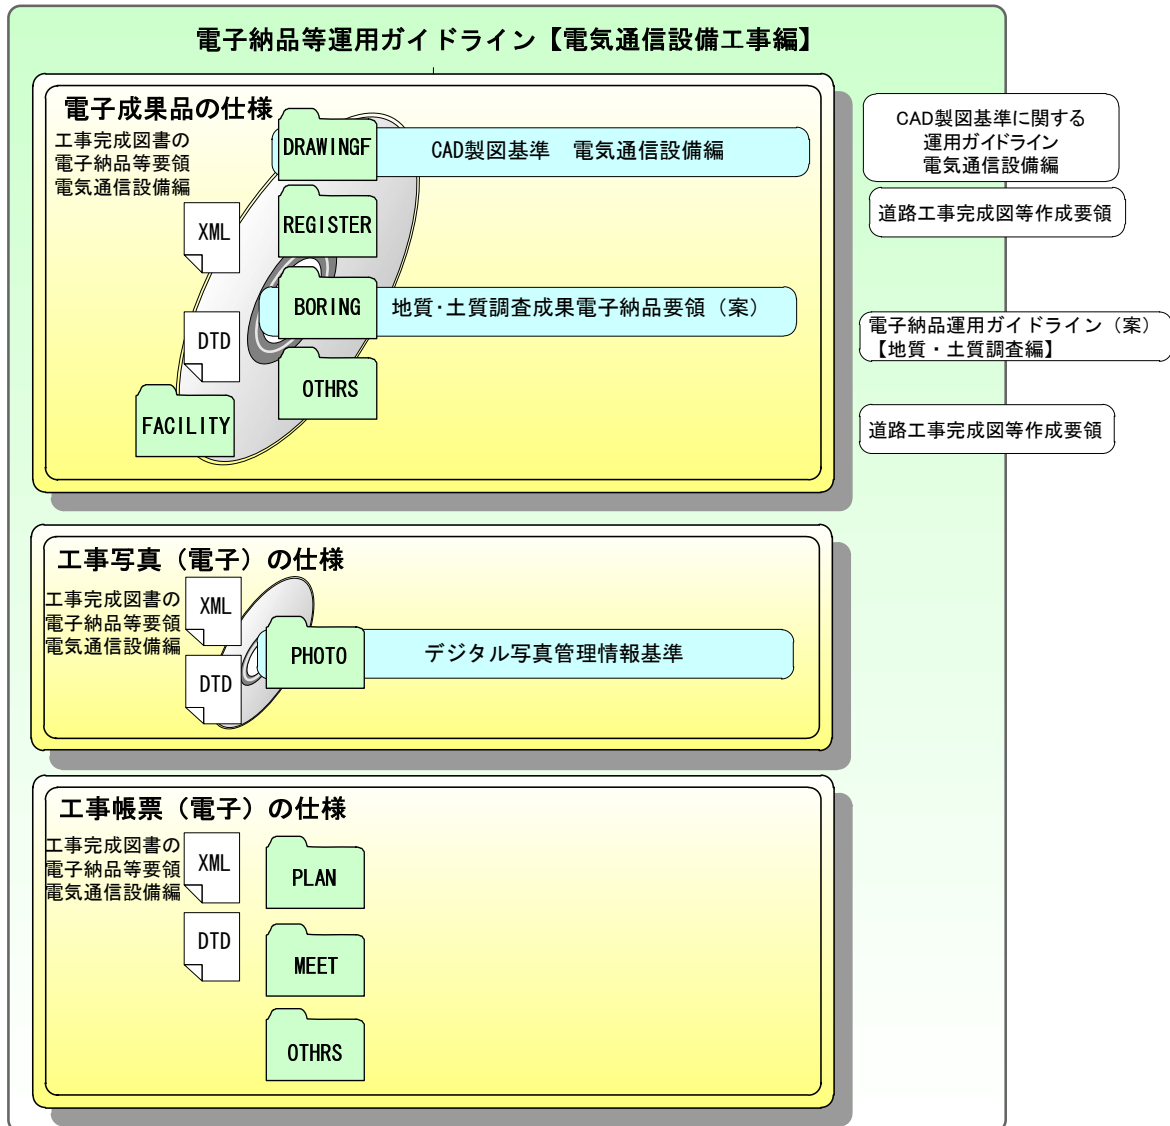 電子納品等運用ガイドライン【電気通信設備工事編】
電子成果品の仕様
工事完成図書の
電子納品等要領
電気通信設備編
XML
DTD
FACILITY
DRAWINGF
CAD製図基準 電気通信設備編
REGISTER
BORING
地質・土質調査成果電子納品要領（案）
OTHRS
CAD製図基準に関する
運用ガイドライン
電気通信設備編
道路工事完成図等作成要領
電子納品運用ガイドライン（案）
【地質・土質調査編】
道路工事完成図等作成要領
工事写真（電子）の仕様
工事完成図書の
電子納品等要領
電気通信設備編
XML
DTD
PHOTO
デジタル写真管理情報基準
工事帳票（電子）の仕様
工事完成図書の
電子納品等要領
電気通信設備編
XML
DTD
PLAN
MEET
OTHRS